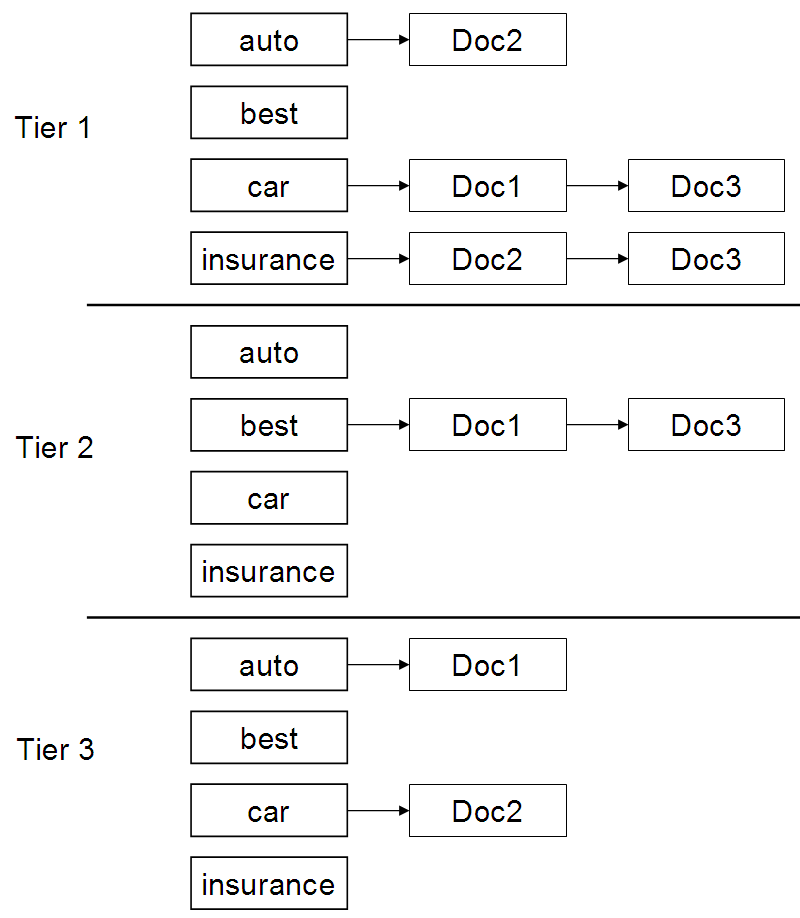 auto Doc2
best
Tier 1
car Doc1 Doc3
insurance Doc2 Doc3
auto
best Doc1 Doc3
Tier 2
car
insurance
auto Doc1
best
Tier 3
car Doc2
insurance